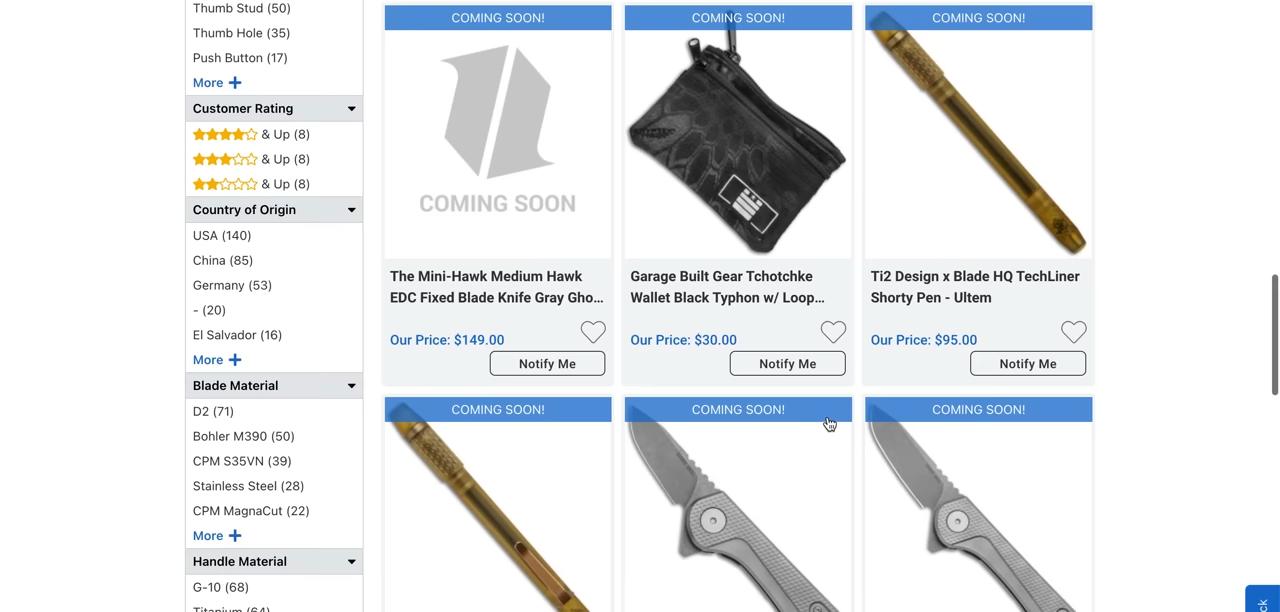 Thumb Stud (50)
Thumb Hole (35)
Push Button (17)
More
Customer Rating
& Up (8)
& Up (8)
& Up (8)
Country of Origin
USA (140)
China (85)
Germany (53)
- (20)
El Salvador (16)
More
Blade Material
D2 (71)
Bohler M390 (50)
CPM S35VN (39)
Stainless Steel (28)
CPM MagnaCut (22)
More
Handle Material
G-10 (68)
Titanium (64)
COMING SOON!
COMING SOON
The Mini-Hawk Medium Hawk
EDC Fixed Blade Knife Gray Gho...
Our Price: $149.00
Notify Me
COMING SOON!
Garage Built Gear Tchotchke
Wallet Black Typhon w/ Loop...
Our Price: $30.00
Notify Me
COMING SOON!
Ti2 Design x Blade HQ TechLiner
Shorty Pen - Ultem
Our Price: $95.00
Notify Me
COMING SOON!
COMING SOON!
COMING SOON!